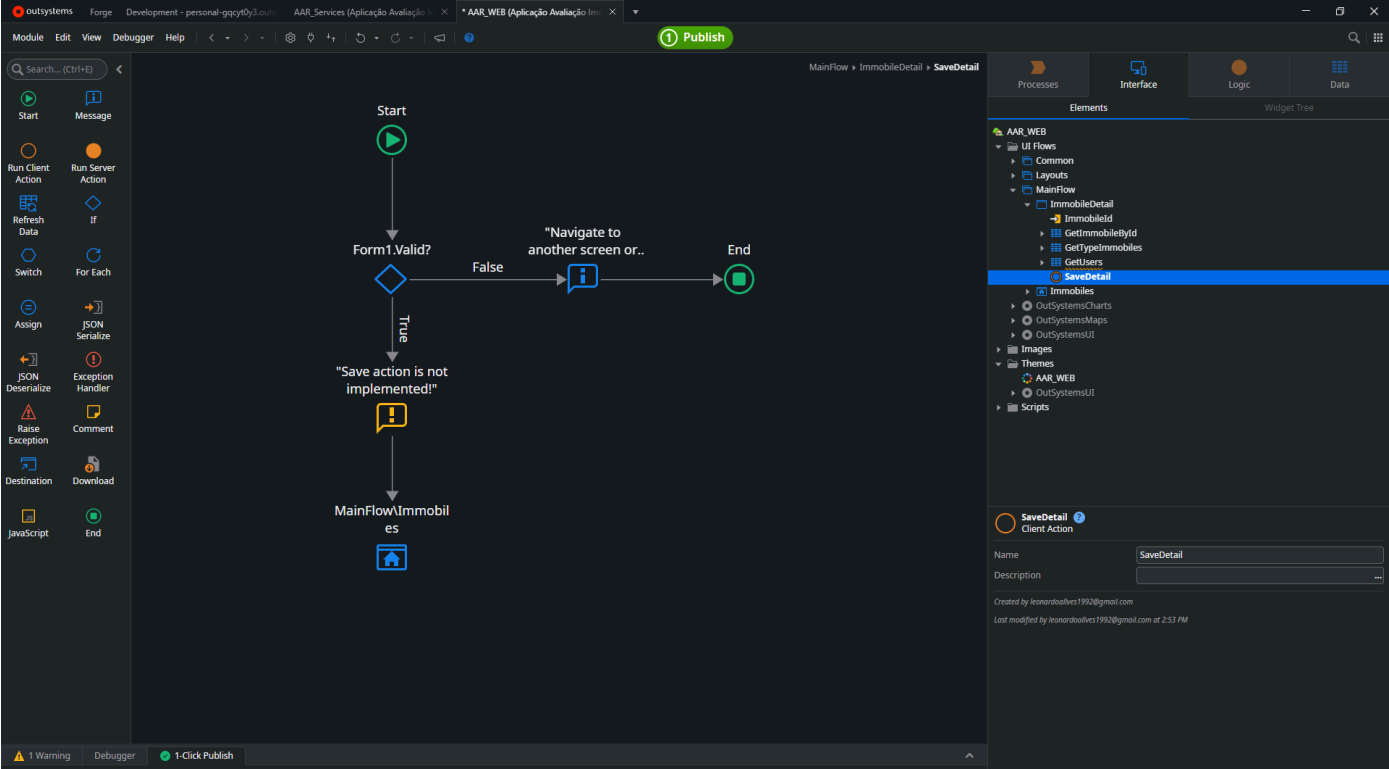 outsystems Forge Development - personal-gqcyt0y3.outs AAR_Services (Aplicação Avaliação I * AAR_WEB (Aplicação Avaliação Im
Module Edit View Debugger Help 1 Publish
Search... (Ctrl+E)
MainFlow ImmobileDetail SaveDetail
Start
Message
Run Client
Action
Run Server
Action
Refresh
Data
If
Switch
For Each
Assign
JSON
Serialize
JSON
Deserialize
Exception
Handler
Raise
Exception
Comment
Destination
Download
JavaScript
End
Start
Form1.Valid?
False
"Navigate to
another screen or..
End
True
"Save action is not
implemented!"
MainFlow\Immobil
es
Processes
Interface
Logic
Data
Elements
Widget Tree
AAR_WEB
UI Flows
Common
Layouts
MainFlow
ImmobileDetail
ImmobileId
GetImmobileById
GetTypeImmobiles
GetUsers
SaveDetail
Immobiles
OutSystemsCharts
OutSystemsMaps
OutSystemsUI
Images
Themes
AAR_WEB
OutSystemsUI
Scripts
SaveDetail ?
Client Action
Name SaveDetail
Description ...
Created by leonardoallves1992@gmail.com
Last modified by leonardoallves1992@gmail.com at 2:53 PM
1 Warning Debugger 1-Click Publish